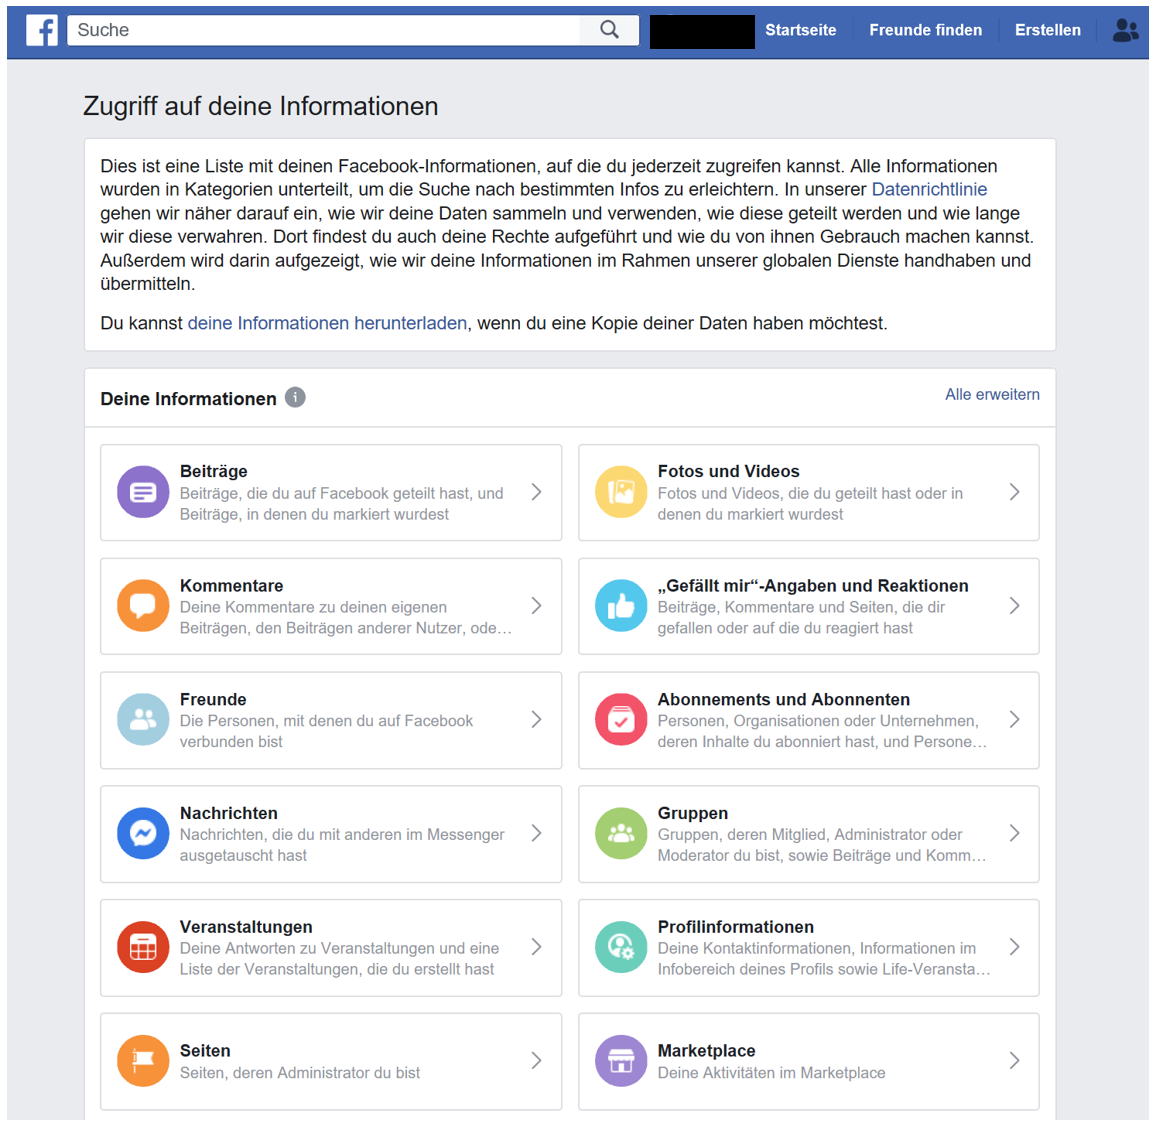 Suche
Startseite
Freunde finden
Erstellen
Zugriff auf deine Informationen
Dies ist eine Liste mit deinen Facebook-Informationen, auf die du jederzeit zugreifen kannst. Alle Informationen
wurden in Kategorien unterteilt, um die Suche nach bestimmten Infos zu erleichtern. In unserer Datenrichtlinie
gehen wir näher darauf ein, wie wir deine Daten sammeln und verwenden, wie diese geteilt werden und wie lange
wir diese verwahren. Dort findest du auch deine Rechte aufgeführt und wie du von ihnen Gebrauch machen kannst.
Außerdem wird darin aufgezeigt, wie wir deine Informationen im Rahmen unserer globalen Dienste handhaben und
übermitteln.
Du kannst deine Informationen herunterladen, wenn du eine Kopie deiner Daten haben möchtest.
Deine Informationen
Alle erweitern
Beiträge
Beiträge, die du auf Facebook geteilt hast, und
Beiträge, in denen du markiert wurdest
Fotos und Videos
Fotos und Videos, die du geteilt hast oder in
denen du markiert wurdest
Kommentare
Deine Kommentare zu deinen eigenen
Beiträgen, den Beiträgen anderer Nutzer, ode…
„Gefällt mir“-Angaben und Reaktionen
Beiträge, Kommentare und Seiten, die dir
gefallen oder auf die du reagiert hast
Freunde
Die Personen, mit denen du auf Facebook
verbunden bist
Abonnements und Abonnenten
Personen, Organisationen oder Unternehmen,
deren Inhalte du abonniert hast, und Persone…
Nachrichten
Nachrichten, die du mit anderen im Messenger
ausgetauscht hast
Gruppen
Gruppen, deren Mitglied, Administrator oder
Moderator du bist, sowie Beiträge und Komm…
Veranstaltungen
Deine Antworten zu Veranstaltungen und eine
Liste der Veranstaltungen, die du erstellt hast
Profilinformationen
Deine Kontaktinformationen, Informationen im
Infobereich deines Profils sowie Life-Veransta…
Seiten
Seiten, deren Administrator du bist
Marketplace
Deine Aktivitäten im Marketplace